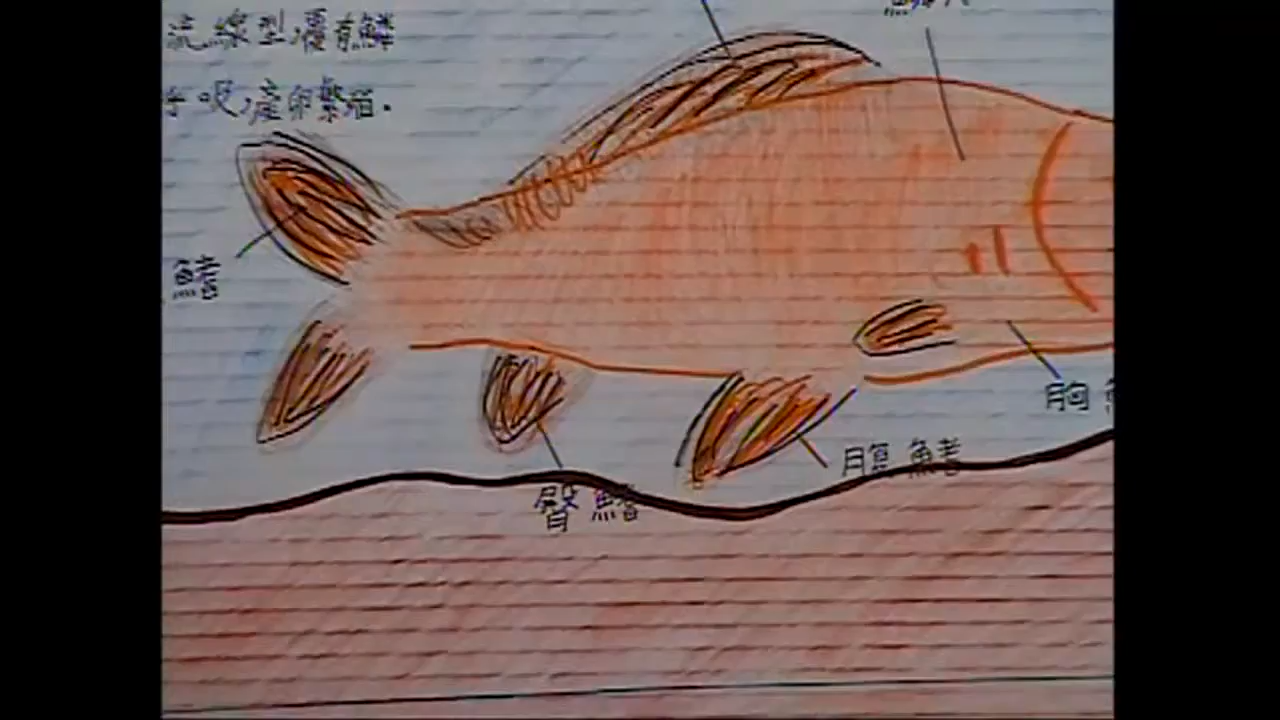 流線型,覆有鱗
呼吸,產卵繁殖.
鰭
胸
腹鰭
臀鰭